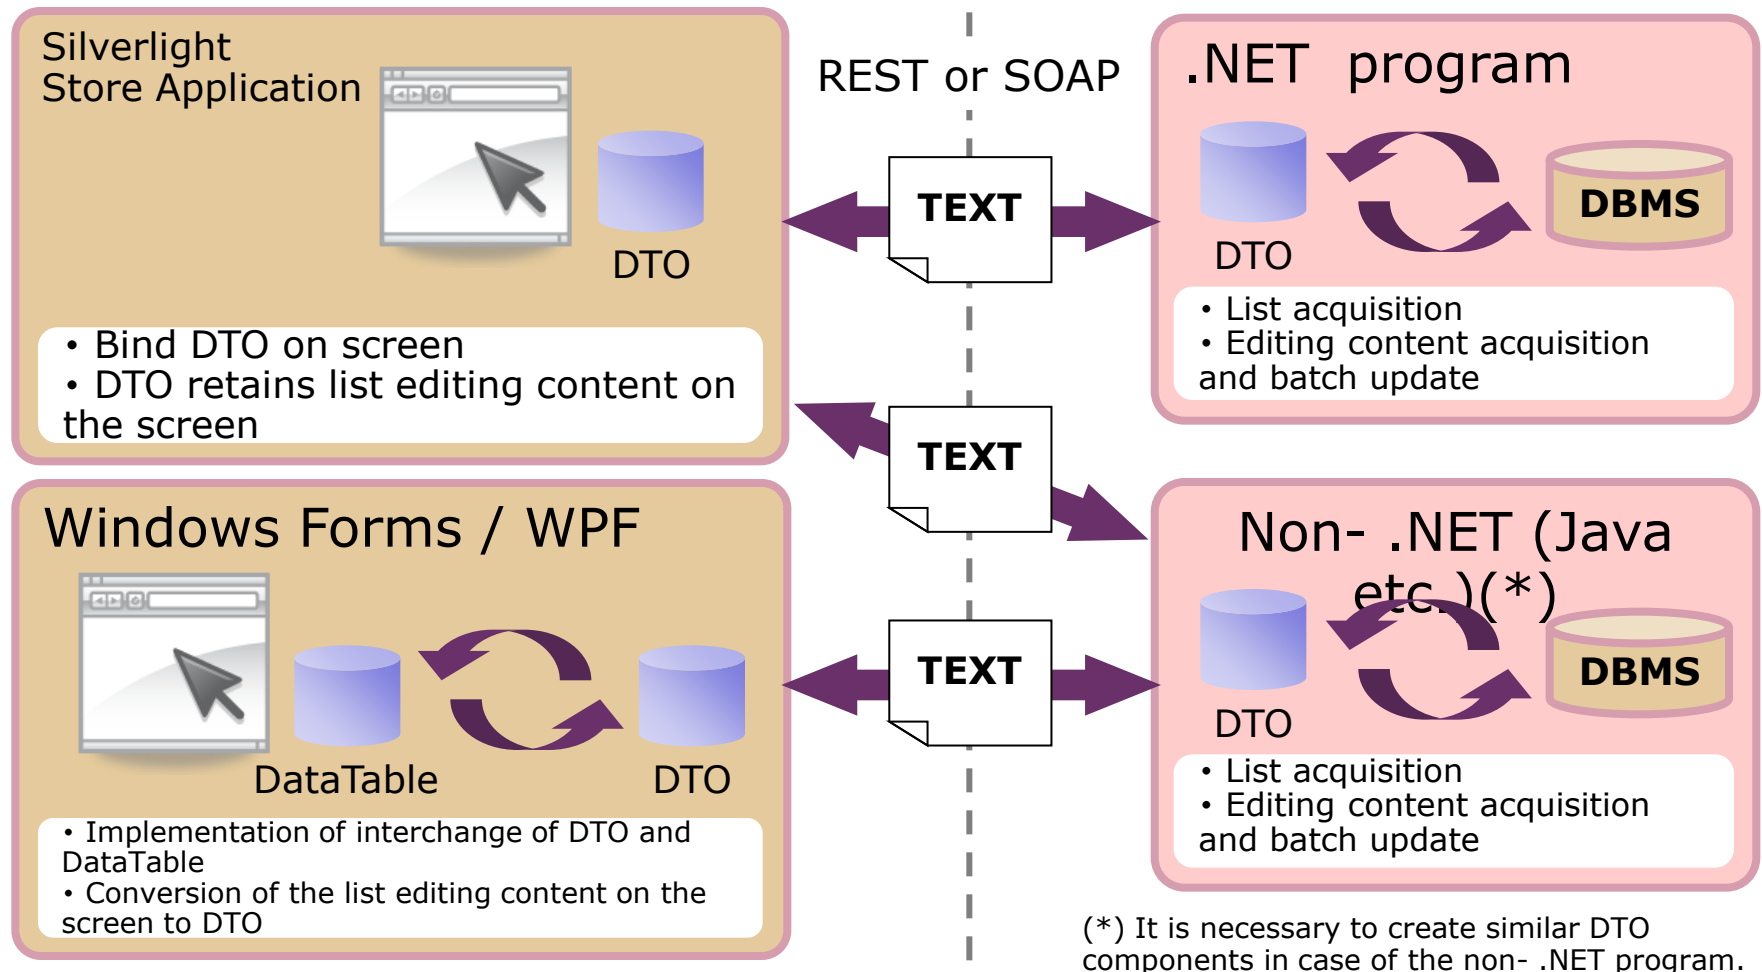 Silverlight
Store Application
DTO
• Bind DTO on screen
• DTO retains list editing content on
the screen
REST or SOAP
TEXT
.NET program
DTO
DBMS
• List acquisition
• Editing content acquisition
and batch update
TEXT
Windows Forms / WPF
DataTable
DTO
• Implementation of interchange of DTO and
DataTable
• Conversion of the list editing content on the
screen to DTO
TEXT
Non- .NET (Java
etc.)(*)
DTO
DBMS
• List acquisition
• Editing content acquisition
and batch update
(*) It is necessary to create similar DTO
components in case of the non- .NET program.